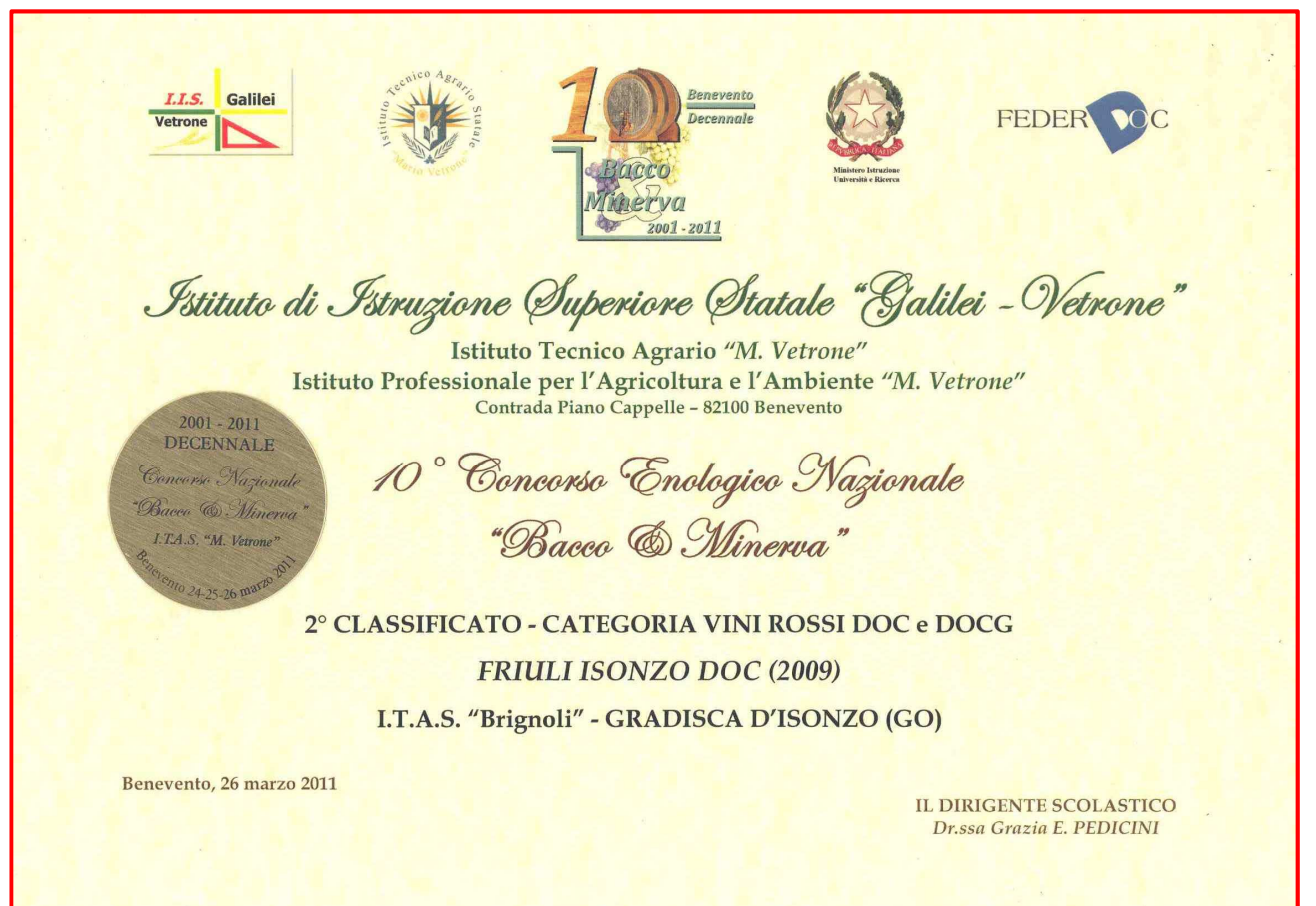 I.I.S. Galilei
Vetrone
Istituto Tecnico Agrario Statale
"Mario Vetrone"
10
Benevento
Decennale
Bacco
&
Minerva
2001 - 2011
REPVBBLICA ITALIANA
Ministero Istruzione
Università e Ricerca
FEDER DOC
Istituto di Istruzione Superiore Statale “Galilei - Vetrone”
Istituto Tecnico Agrario “M. Vetrone”
Istituto Professionale per l’Agricoltura e l’Ambiente “M. Vetrone”
Contrada Piano Cappelle – 82100 Benevento
2001 - 2011
DECENNALE
Concorso Nazionale
“Bacco & Minerva”
I.T.A.S. “M. Vetrone”
Benevento 24-25-26 marzo 2011
10° Concorso Enologico Nazionale
“Bacco & Minerva”
2° CLASSIFICATO - CATEGORIA VINI ROSSI DOC e DOCG
FRIULI ISONZO DOC (2009)
I.T.A.S. “Brignoli” - GRADISCA D’ISONZO (GO)
Benevento, 26 marzo 2011
IL DIRIGENTE SCOLASTICO
Dr.ssa Grazia E. PEDICINI